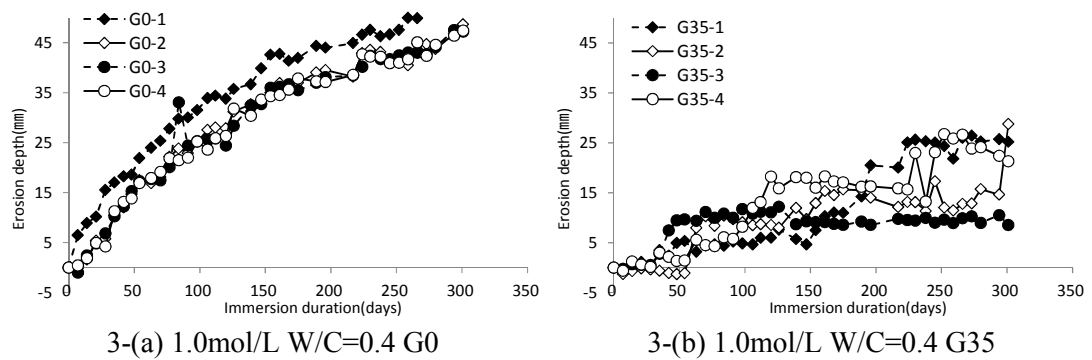 G0-1
G0-2
G0-3
G0-4
Erosion depth(㎜)
45
35
25
15
5
-5
0 50 100 150 200 250 300 350
Immersion duration(days)
3-(a) 1.0mol/L W/C=0.4 G0
G35-1
G35-2
G35-3
G35-4
Erosion depth(㎜)
45
35
25
15
5
-5
0 50 100 150 200 250 300 350
Immersion duration(days)
3-(b) 1.0mol/L W/C=0.4 G35